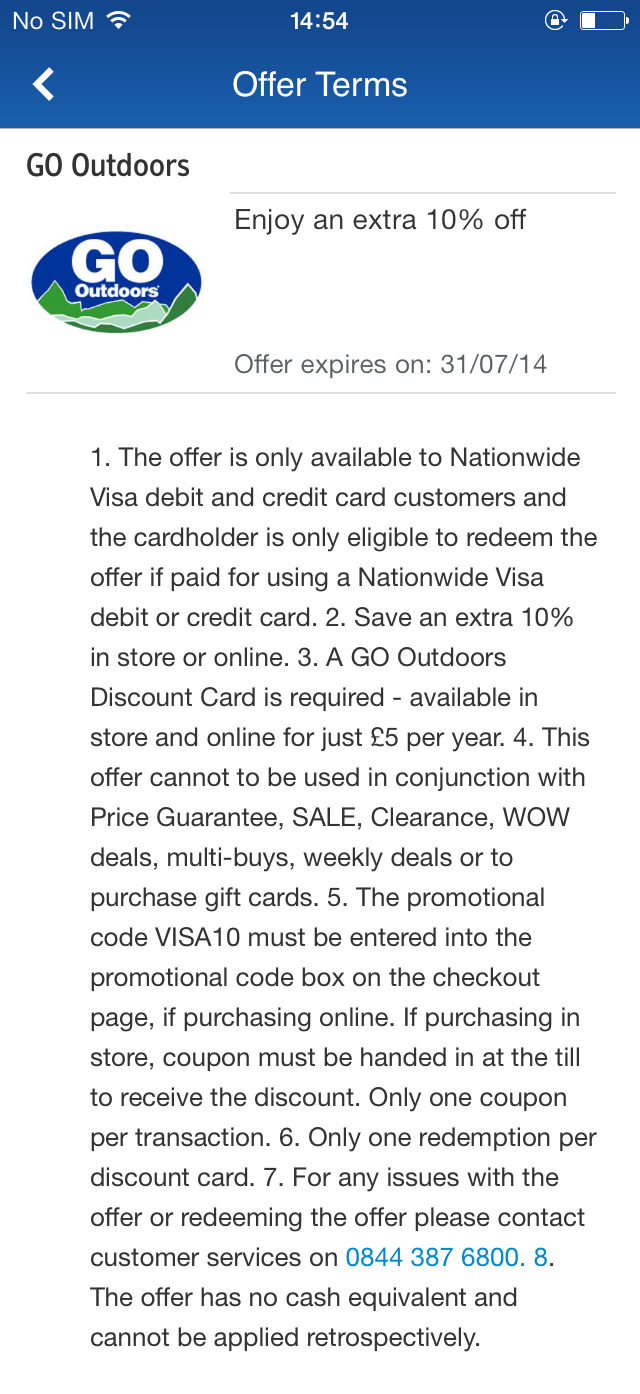 No SIM 14:54
Offer Terms
GO Outdoors
GO
Outdoors
Enjoy an extra 10% off
Offer expires on: 31/07/14
1. The offer is only available to Nationwide
Visa debit and credit card customers and
the cardholder is only eligible to redeem the
offer if paid for using a Nationwide Visa
debit or credit card. 2. Save an extra 10%
in store or online. 3. A GO Outdoors
Discount Card is required - available in
store and online for just £5 per year. 4. This
offer cannot to be used in conjunction with
Price Guarantee, SALE, Clearance, WOW
deals, multi-buys, weekly deals or to
purchase gift cards. 5. The promotional
code VISA10 must be entered into the
promotional code box on the checkout
page, if purchasing online. If purchasing in
store, coupon must be handed in at the till
to receive the discount. Only one coupon
per transaction. 6. Only one redemption per
discount card. 7. For any issues with the
offer or redeeming the offer please contact
customer services on 0844 387 6800. 8.
The offer has no cash equivalent and
cannot be applied retrospectively.